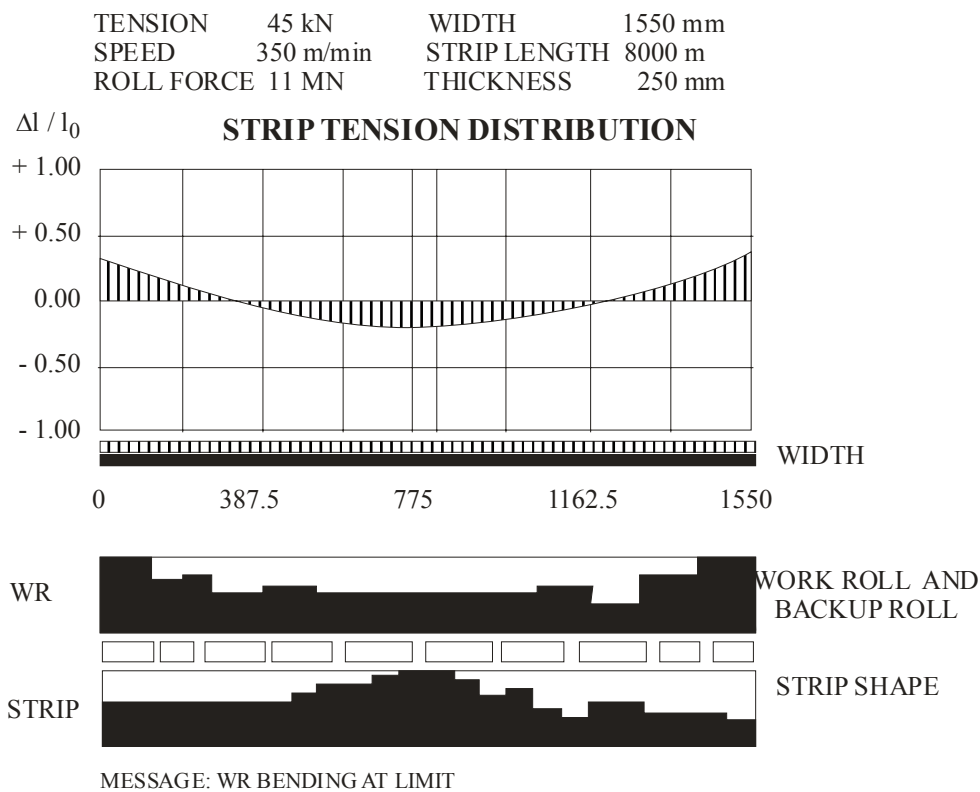 TENSION 45 kN WIDTH 1550 mm
SPEED 350 m/min STRIP LENGTH 8000 m
ROLL FORCE 11 MN THICKNESS 250 mm
Δl / l0 STRIP TENSION DISTRIBUTION
+ 1.00
+ 0.50
0.00
- 0.50
- 1.00
WIDTH
0 387.5 775 1162.5 1550
WR
WORK ROLL AND
BACKUP ROLL
STRIP
STRIP SHAPE
MESSAGE: WR BENDING AT LIMIT